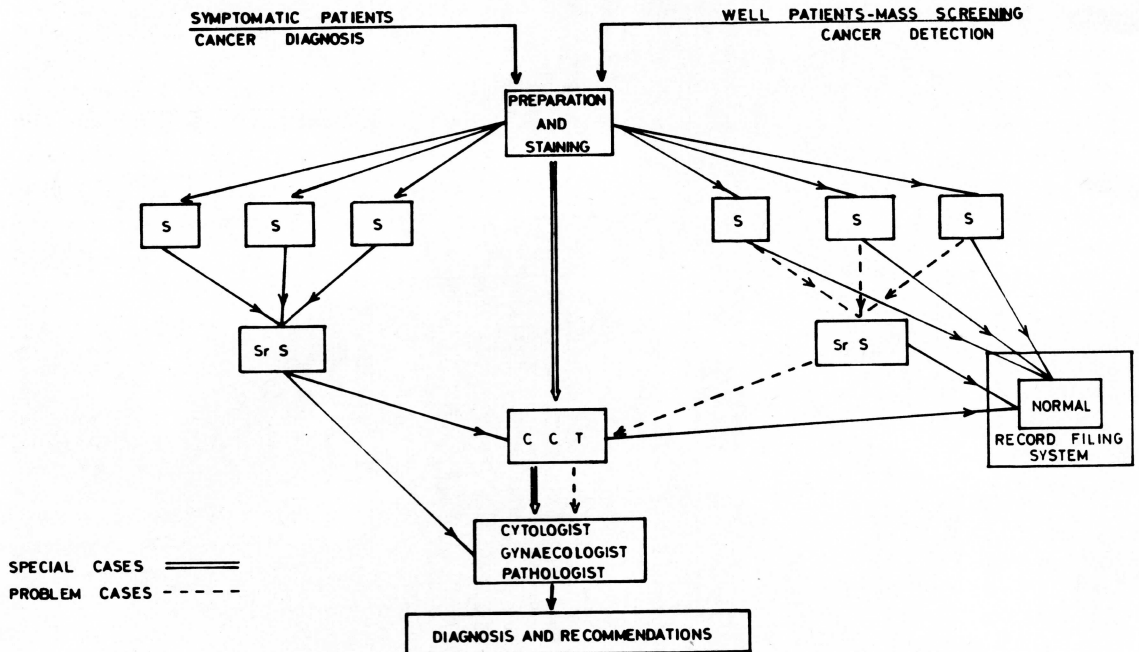 SYMPTOMATIC PATIENTS
CANCER DIAGNOSIS
WELL PATIENTS-MASS SCREENING
CANCER DETECTION
PREPARATION
AND
STAINING
S
S
S
S
S
S
Sr S
Sr S
NORMAL
RECORD FILING
SYSTEM
C C T
CYTOLOGIST
GYNAECOLOGIST
PATHOLOGIST
SPECIAL CASES
PROBLEM CASES
DIAGNOSIS AND RECOMMENDATIONS